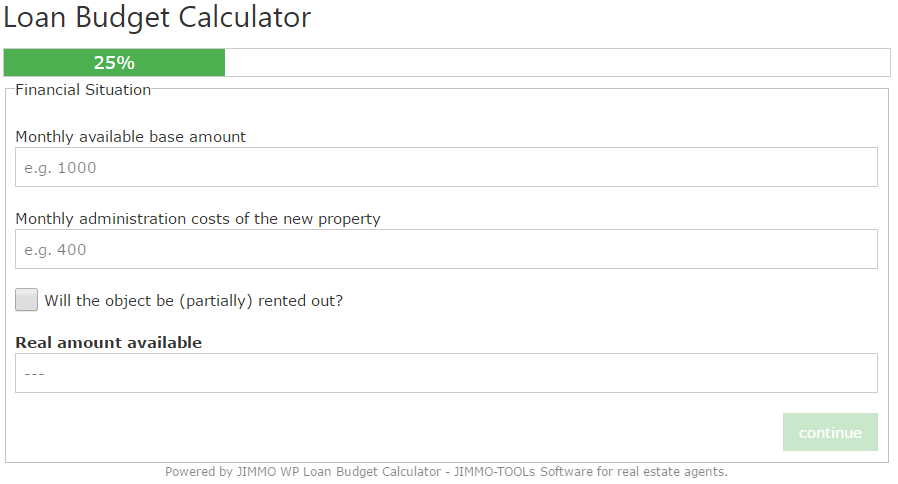 Loan Budget Calculator
25%
Financial Situation
Monthly available base amount
e.g. 1000
Monthly administration costs of the new property
e.g. 400
Will the object be (partially) rented out?
Real amount available
---
continue
Powered by JIMMO WP Loan Budget Calculator - JIMMO-TOOLs Software for real estate agents.